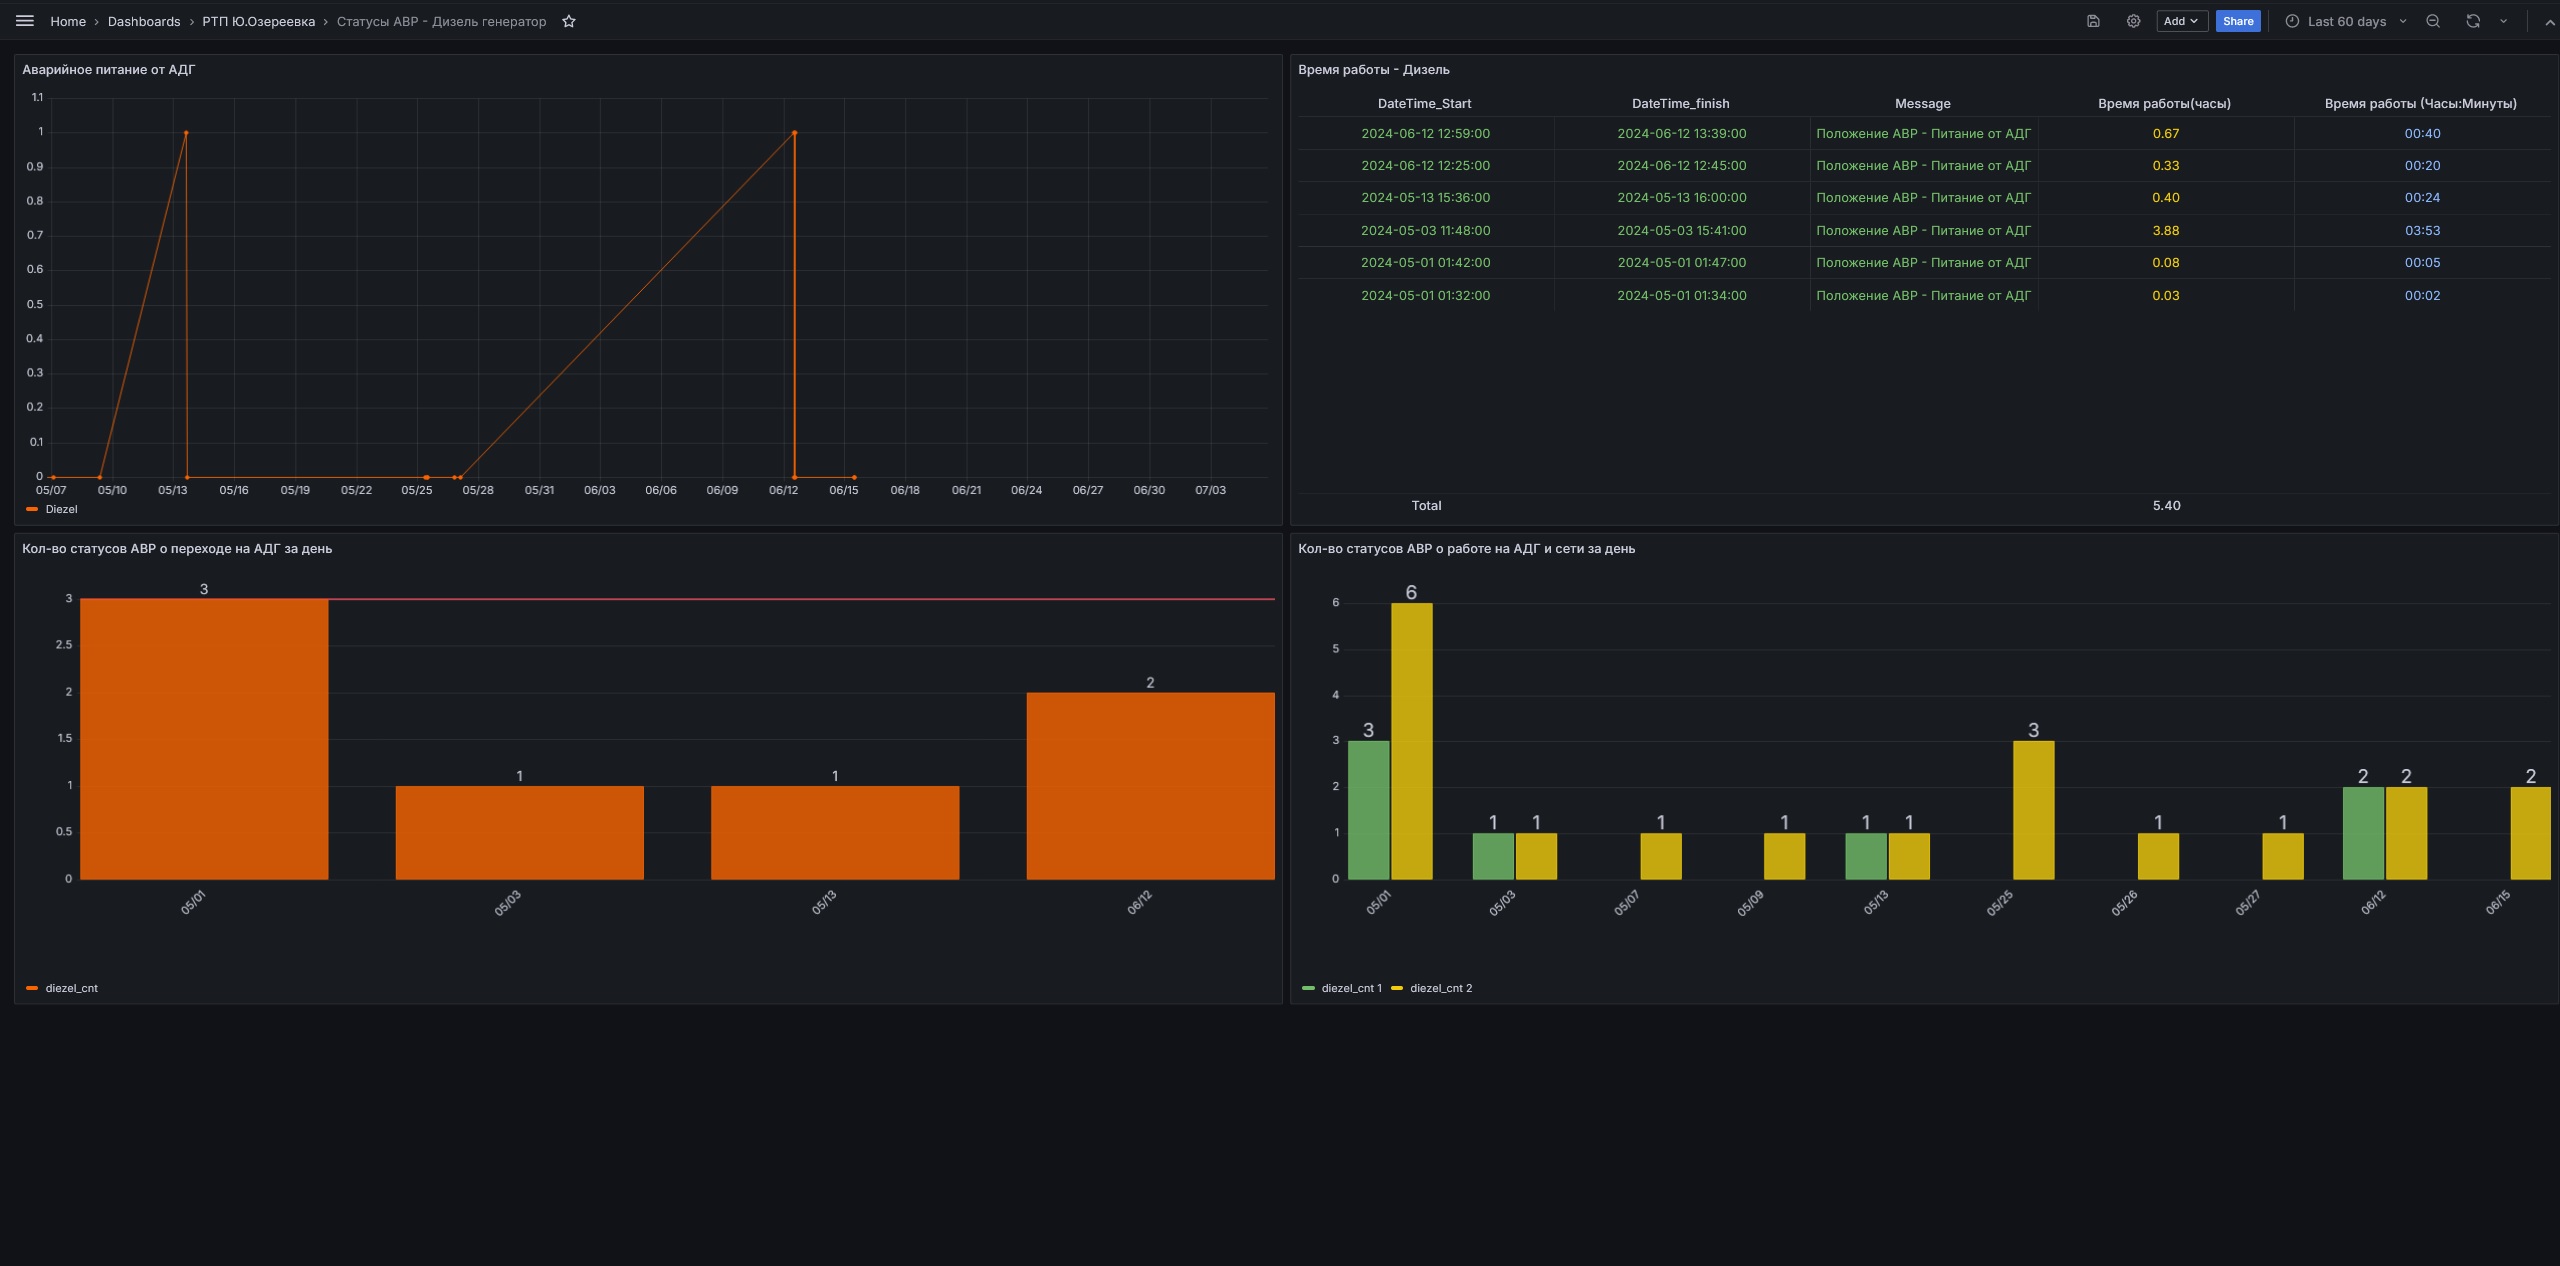 Home › Dashboards › РТП Ю.Озереевка › Статусы АВР - Дизель генератор
Add
Share
Last 60 days
Аварийное питание от АДГ
1.1
1
0.9
0.8
0.7
0.6
0.5
0.4
0.3
0.2
0.1
0
05/07 05/10 05/13 05/16 05/19 05/22 05/25 05/28 05/31 06/03 06/06 06/09 06/12 06/15 06/18 06/21 06/24 06/27 06/30 07/03
Diezel
Время работы - Дизель
DateTime_Start DateTime_finish Message Время работы(часы) Время работы (Часы:Минуты)
2024-06-12 12:59:00 2024-06-12 13:39:00 Положение АВР - Питание от АДГ 0.67 00:40
2024-06-12 12:25:00 2024-06-12 12:45:00 Положение АВР - Питание от АДГ 0.33 00:20
2024-05-13 15:36:00 2024-05-13 16:00:00 Положение АВР - Питание от АДГ 0.40 00:24
2024-05-03 11:48:00 2024-05-03 15:41:00 Положение АВР - Питание от АДГ 3.88 03:53
2024-05-01 01:42:00 2024-05-01 01:47:00 Положение АВР - Питание от АДГ 0.08 00:05
2024-05-01 01:32:00 2024-05-01 01:34:00 Положение АВР - Питание от АДГ 0.03 00:02
Total 5.40
Кол-во статусов АВР о переходе на АДГ за день
3
2.5
2
1.5
1
0.5
0
3 1 1 2
05/01 05/03 05/13 06/12
diezel_cnt
Кол-во статусов АВР о работе на АДГ и сети за день
6
5
4
3
2
1
0
3 6 1 1 1 1 1 1 3 1 1 2 2 2
05/01 05/03 05/07 05/09 05/13 05/25 05/26 05/27 06/12 06/15
diezel_cnt 1 diezel_cnt 2